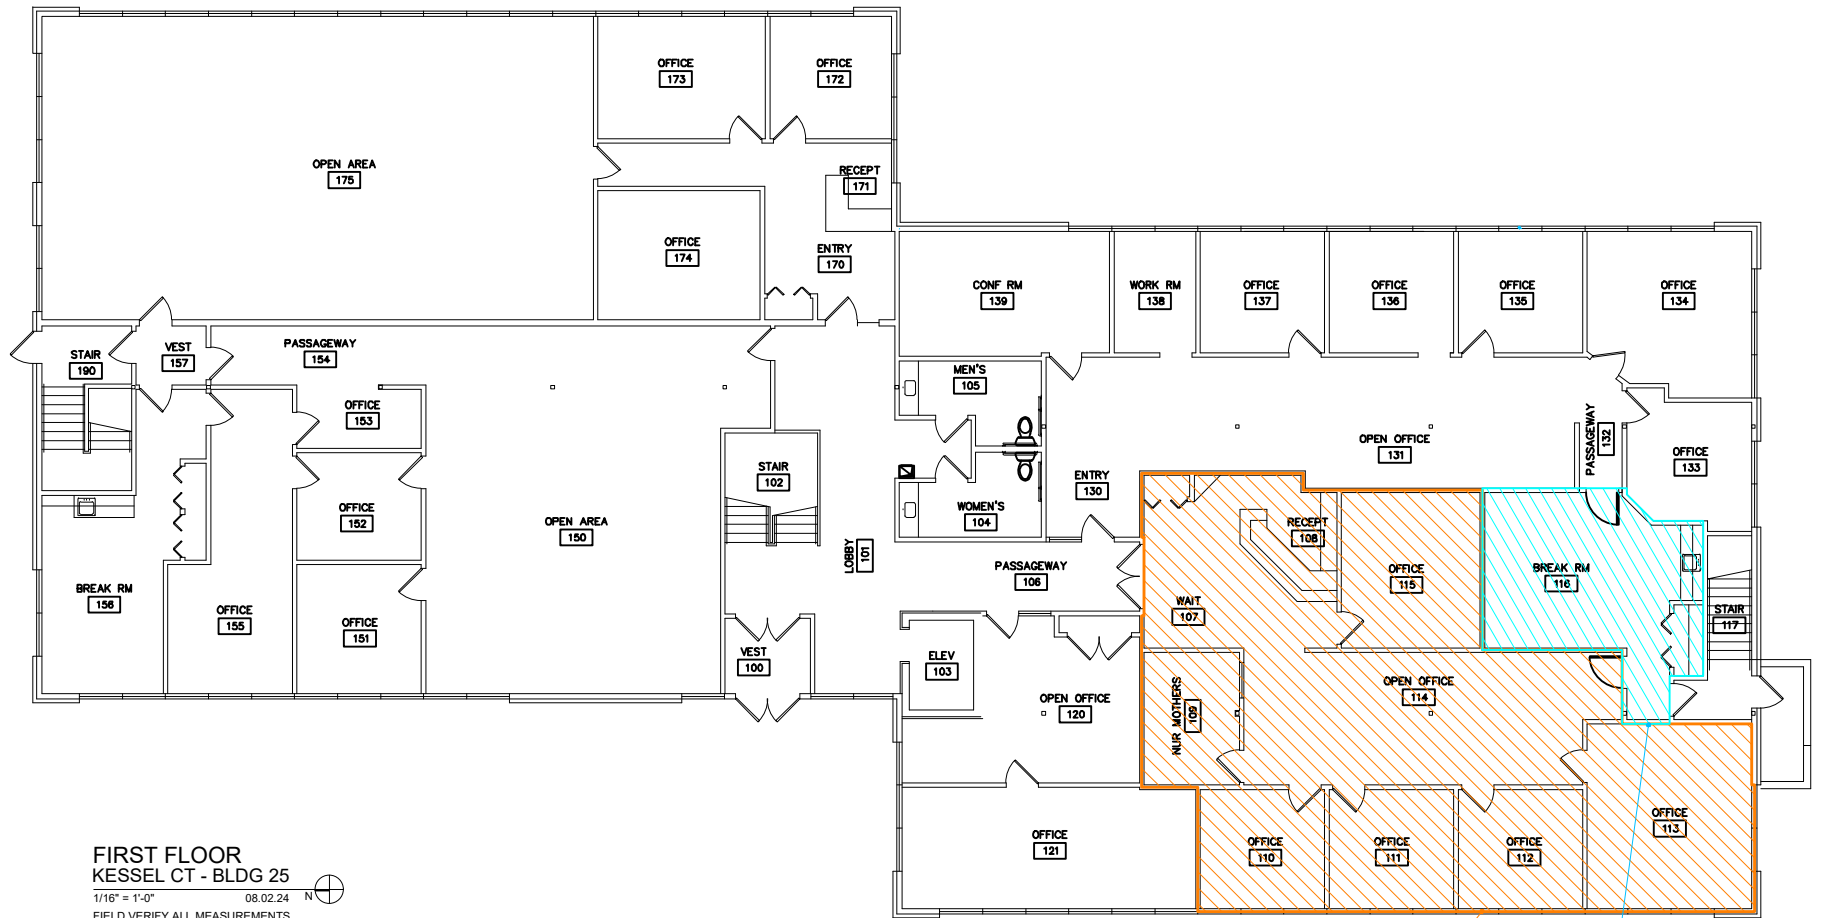 OFFICE
173
OFFICE
172
OPEN AREA
175
RECEPT
171
OFFICE
174
ENTRY
170
CONF RM
139
WORK RM
138
OFFICE
137
OFFICE
136
OFFICE
135
OFFICE
134
STAIR
190
VEST
157
PASSAGEWAY
154
MEN'S
105
OFFICE
153
PASSAGEWAY
132
OPEN OFFICE
131
OFFICE
133
STAIR
102
ENTRY
130
OFFICE
152
OPEN AREA
150
WOMEN'S
104
RECEPT
108
LOBBY
101
PASSAGEWAY
106
OFFICE
115
BREAK RM
116
BREAK RM
156
OFFICE
155
OFFICE
151
WAIT
107
STAIR
117
VEST
100
ELEV
103
OPEN OFFICE
120
NUR MOTHERS
109
OPEN OFFICE
114
OFFICE
121
OFFICE
110
OFFICE
111
OFFICE
112
OFFICE
113
FIRST FLOOR
KESSEL CT - BLDG 25
1/16" = 1'-0" 08.02.24 N
FIELD VERIFY ALL MEASUREMENTS